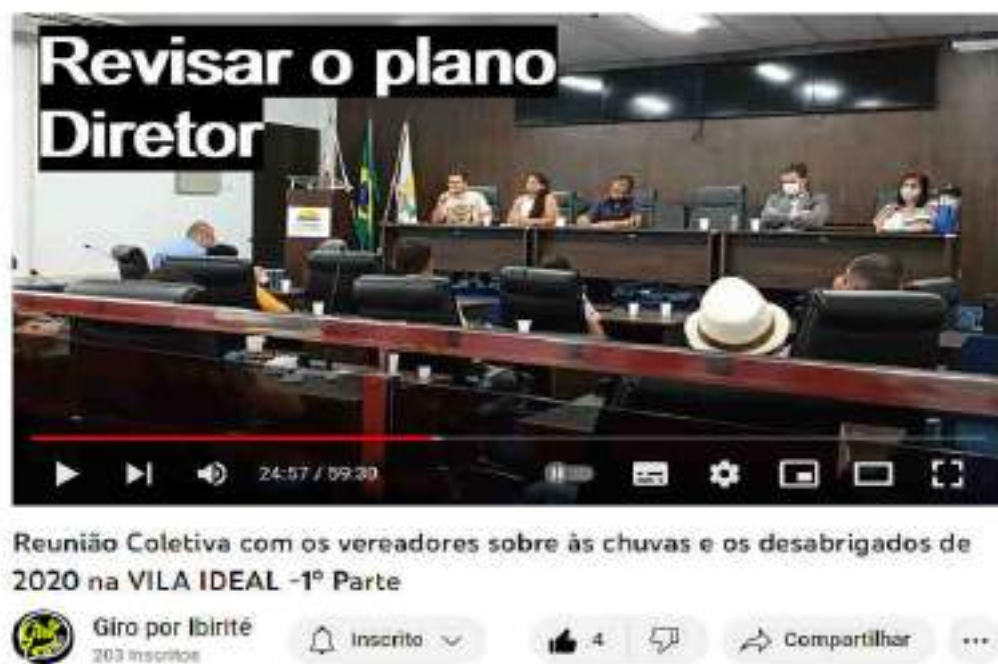 Revisar o plano
Diretor
24:57 / 59:30
Reunião Coletiva com os vereadores sobre às chuvas e os desabrigados de
2020 na VILA IDEAL -1º Parte
Giro por Ibirité
203 inscritos
Inscrito
4
Compartilhar